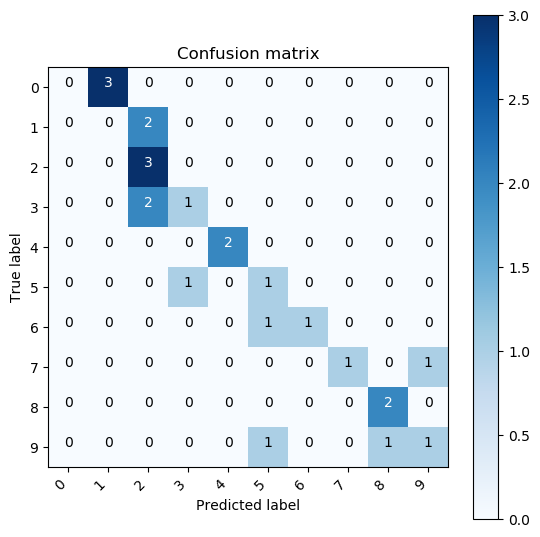 Confusion matrix
0 0 3 0 0 0 0 0 0 0 0
1 0 0 2 0 0 0 0 0 0 0
2 0 0 3 0 0 0 0 0 0 0
3 0 0 2 1 0 0 0 0 0 0
4 0 0 0 0 2 0 0 0 0 0
5 0 0 0 1 0 1 0 0 0 0
6 0 0 0 0 0 1 1 0 0 0
7 0 0 0 0 0 0 0 1 0 1
8 0 0 0 0 0 0 0 0 2 0
9 0 0 0 0 0 1 0 0 1 1
0 1 2 3 4 5 6 7 8 9
Predicted label
True label
3.0
2.5
2.0
1.5
1.0
0.5
0.0